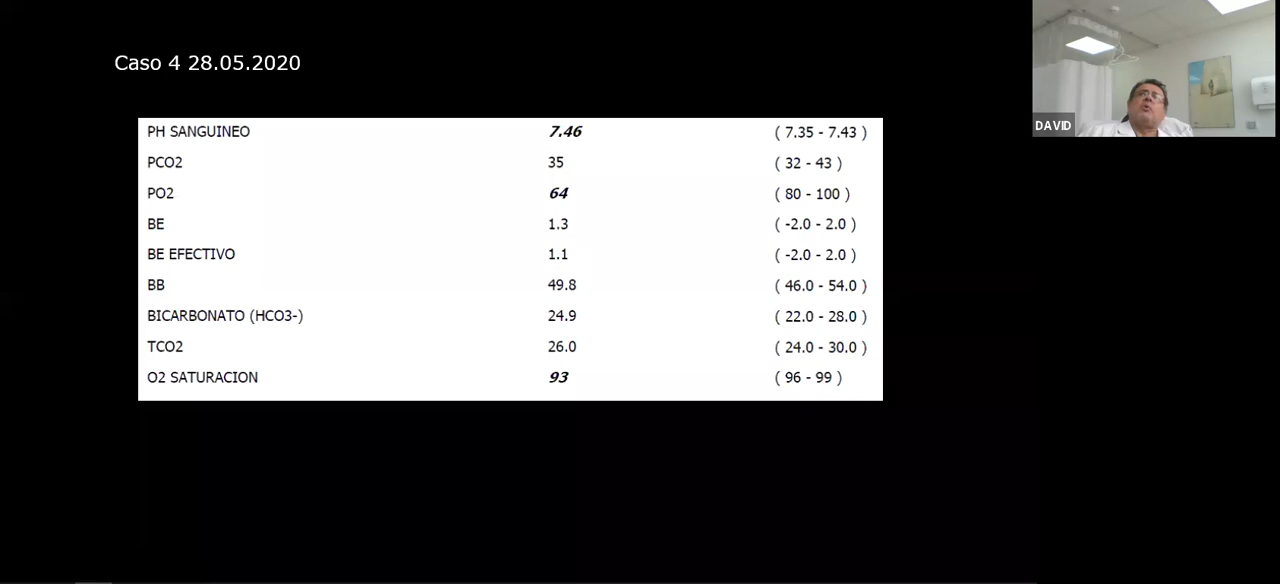 Caso 4 28.05.2020
DAVID
PH SANGUINEO 7.46 ( 7.35 - 7.43 )
PCO2 35 ( 32 - 43 )
PO2 64 ( 80 - 100 )
BE 1.3 ( -2.0 - 2.0 )
BE EFECTIVO 1.1 ( -2.0 - 2.0 )
BB 49.8 ( 46.0 - 54.0 )
BICARBONATO (HCO3-) 24.9 ( 22.0 - 28.0 )
TCO2 26.0 ( 24.0 - 30.0 )
O2 SATURACION 93 ( 96 - 99 )